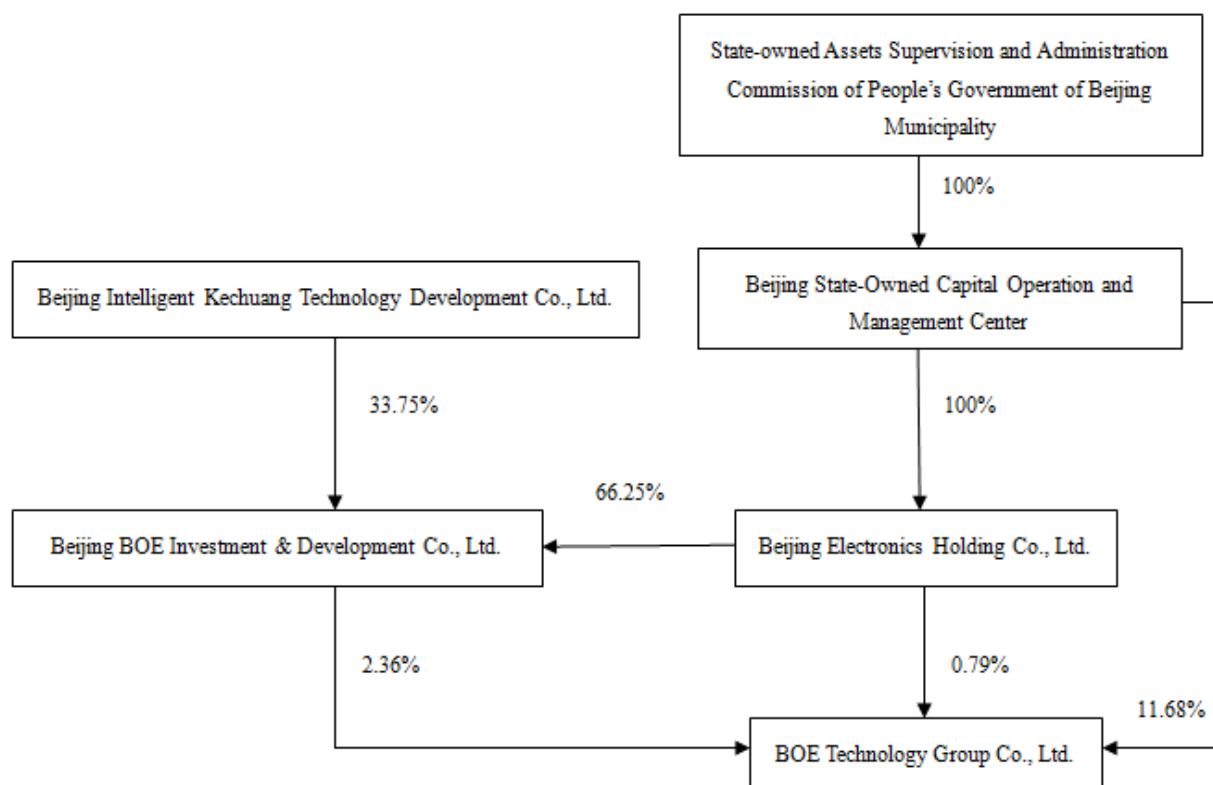 State-owned Assets Supervision and Administration
Commission of People's Government of Beijing
Municipality
100%
Beijing Intelligent Kechuang Technology Development Co., Ltd.
Beijing State-Owned Capital Operation and
Management Center
33.75%
100%
66.25%
Beijing BOE Investment & Development Co., Ltd.
Beijing Electronics Holding Co., Ltd.
2.36%
0.79%
11.68%
BOE Technology Group Co., Ltd.